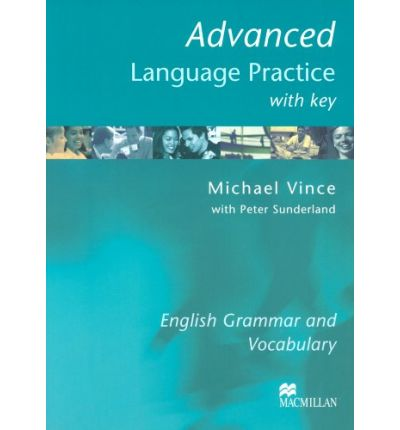 Advanced
Language Practice
with key
Michael Vince
with Peter Sunderland
English Grammar and
Vocabulary
MACMILLAN